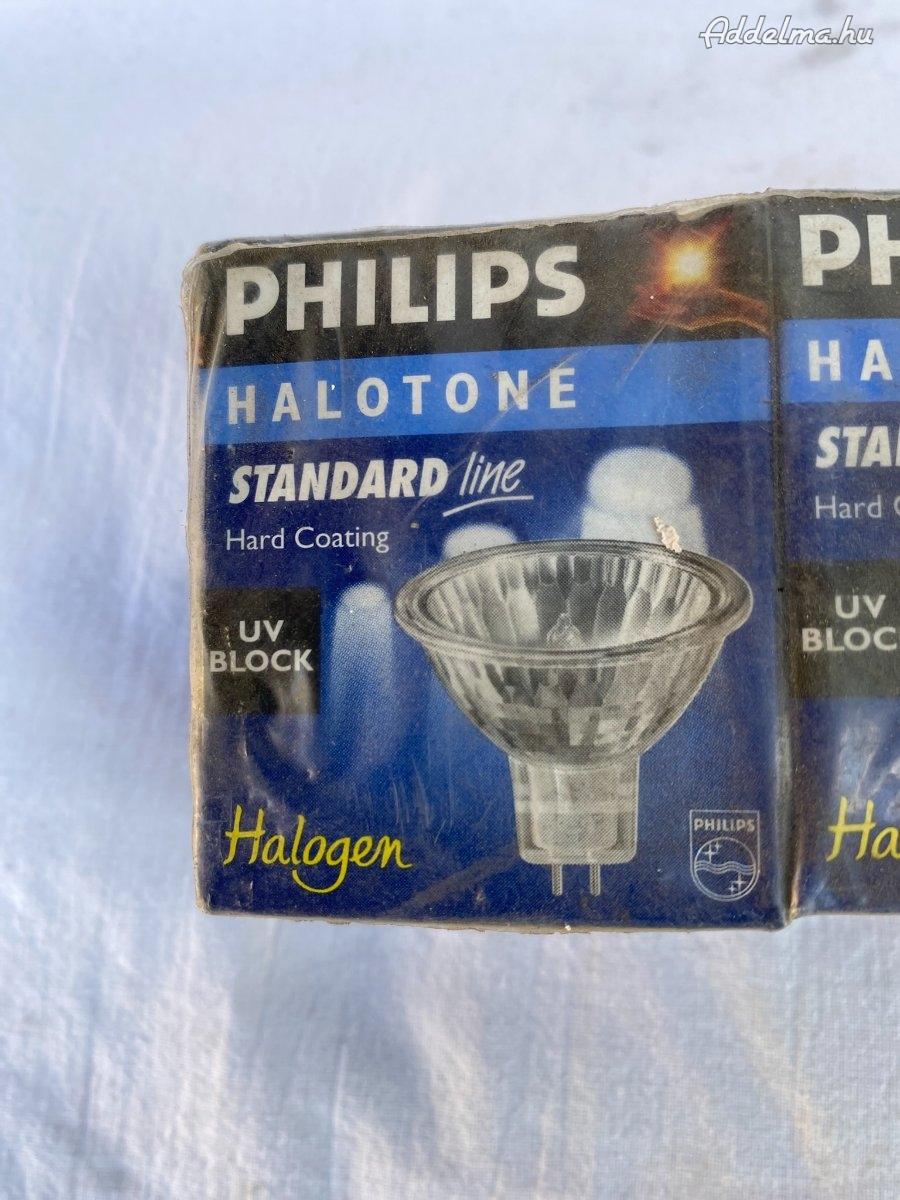 Addelma.hu
PHILIPS
HALOTONE
STANDARD line
Hard Coating
UV
BLOCK
Halogen
PHILIPS
PH
HA
STA
Hard
UV
BLOC
Ha